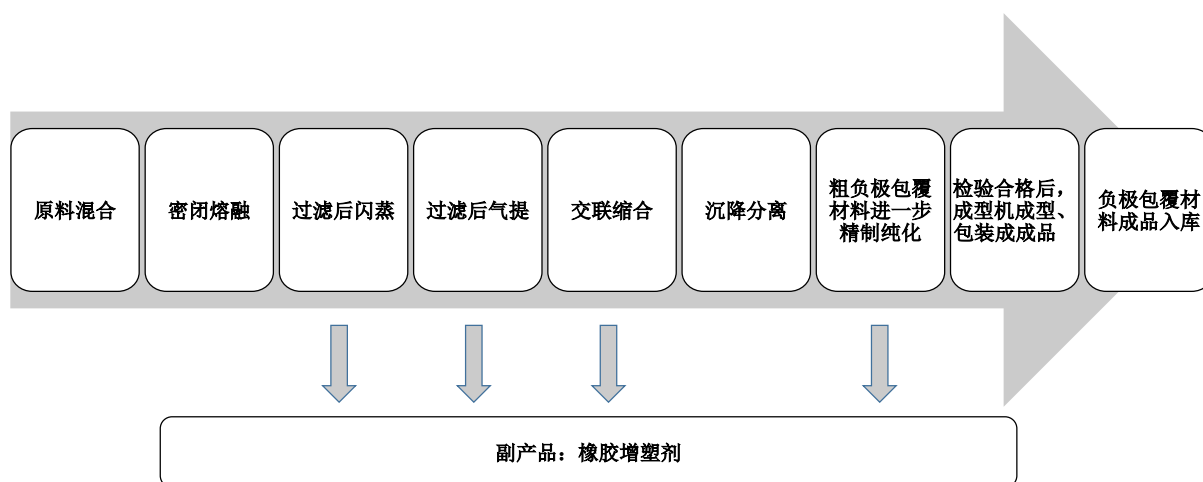 原料混合
密闭熔融
过滤后闪蒸
过滤后气提
交联缩合
沉降分离
粗负极包覆
材料进一步
精制纯化
检验合格后，
成型机成型、
包装成成品
负极包覆材
料成品入库
副产品：橡胶增塑剂